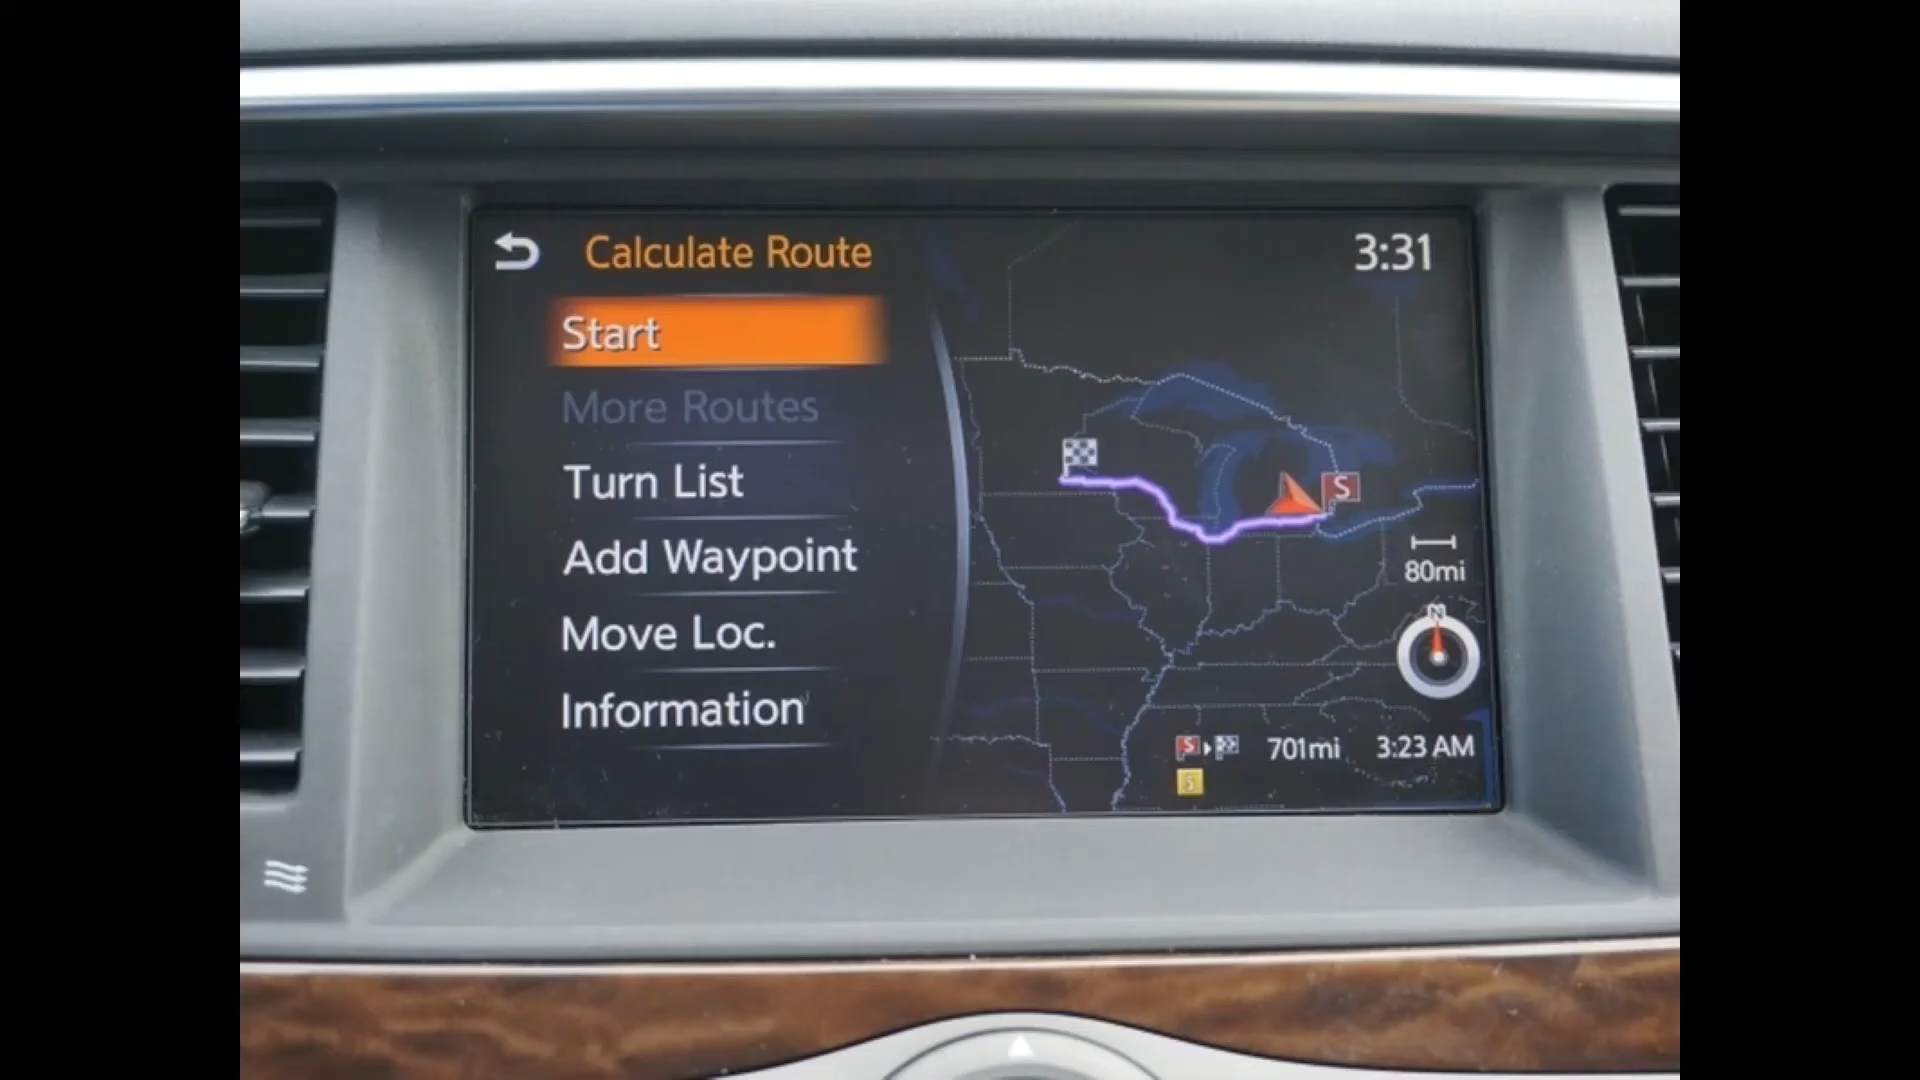 Calculate Route
3:31
Start
More Routes
Turn List
Add Waypoint
Move Loc.
Information
S
80mi
N
S
701mi
3:23 AM
S